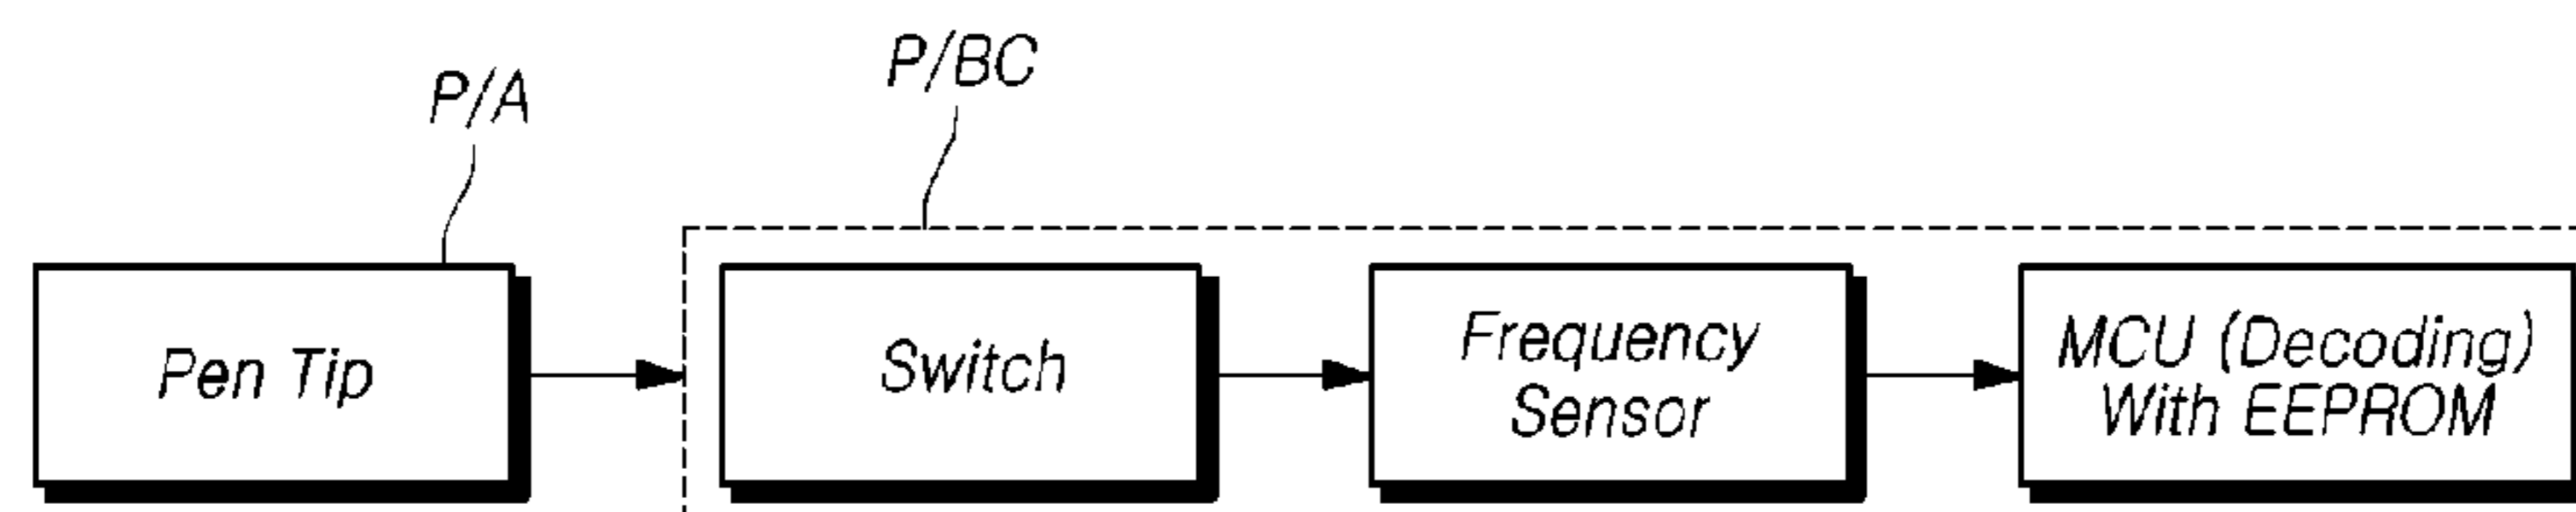 P/A
P/BC
Pen Tip
Switch
Frequency
Sensor
MCU (Decoding)
With EEPROM